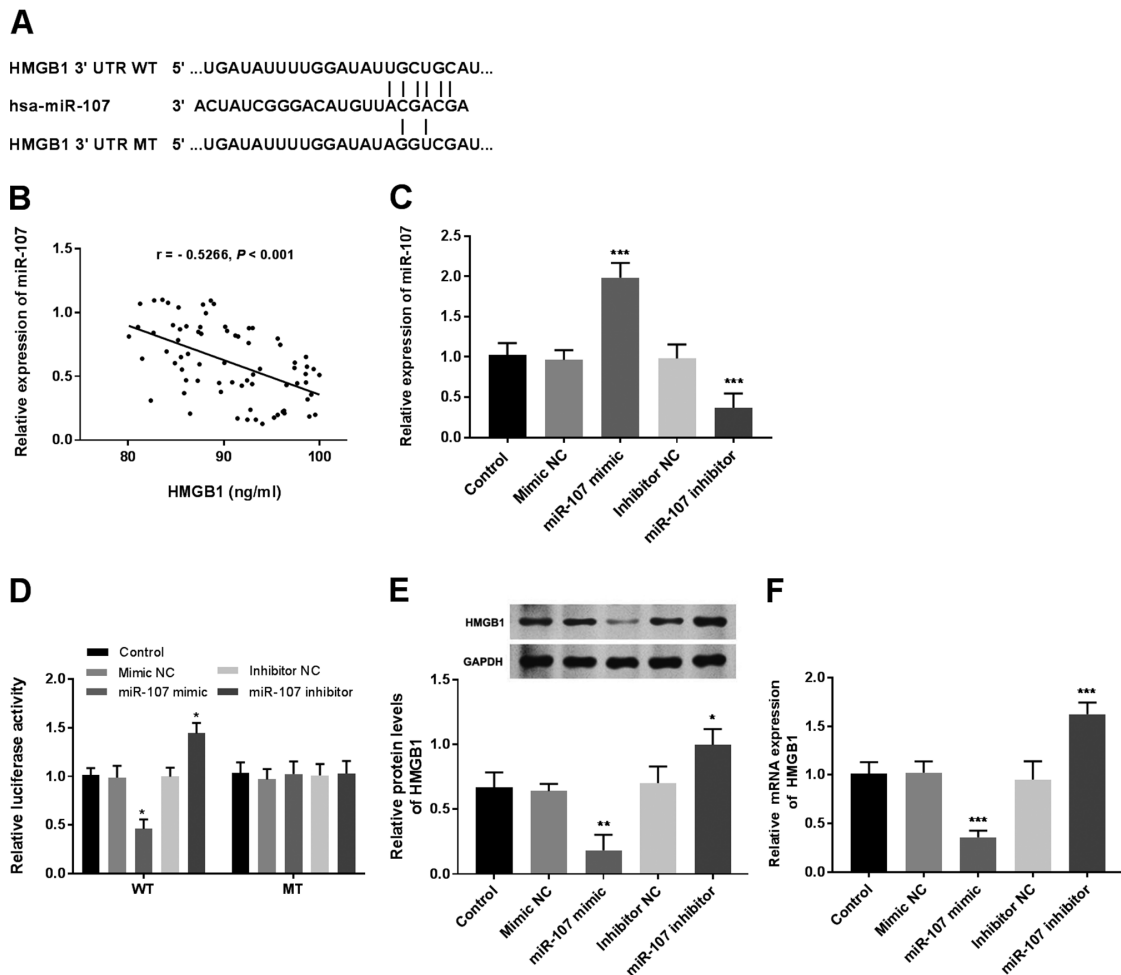 A
HMGB1 3' UTR WT 5' ...UGAUAUUUUGGAUAUUGCUGCAU...
hsa-miR-107 3' ACUAUCGGGACAUGUUACGACGA
HMGB1 3' UTR MT 5' ...UGAUAUUUUGGAUAUAGGUCGAU...
B
Relative expression of miR-107
r = - 0.5266, P < 0.001
1.5
1.0
0.5
0.0
80 90 100
HMGB1 (ng/ml)
C
Relative expression of miR-107
2.5
2.0
1.5
1.0
0.5
0.0
***
***
Control
Mimic NC
miR-107 mimic
Inhibitor NC
miR-107 inhibitor
D
Control
Mimic NC
Inhibitor NC
miR-107 mimic
miR-107 inhibitor
Relative luciferase activity
2.0
1.5
1.0
0.5
0.0
*
*
WT MT
E
HMGB1
GAPDH
Relative protein levels
of HMGB1
1.5
1.0
0.5
0.0
**
*
Control
Mimic NC
miR-107 mimic
Inhibitor NC
miR-107 inhibitor
F
Relative mRNA expression
of HMGB1
2.0
1.5
1.0
0.5
0.0
***
***
Control
Mimic NC
miR-107 mimic
Inhibitor NC
miR-107 inhibitor